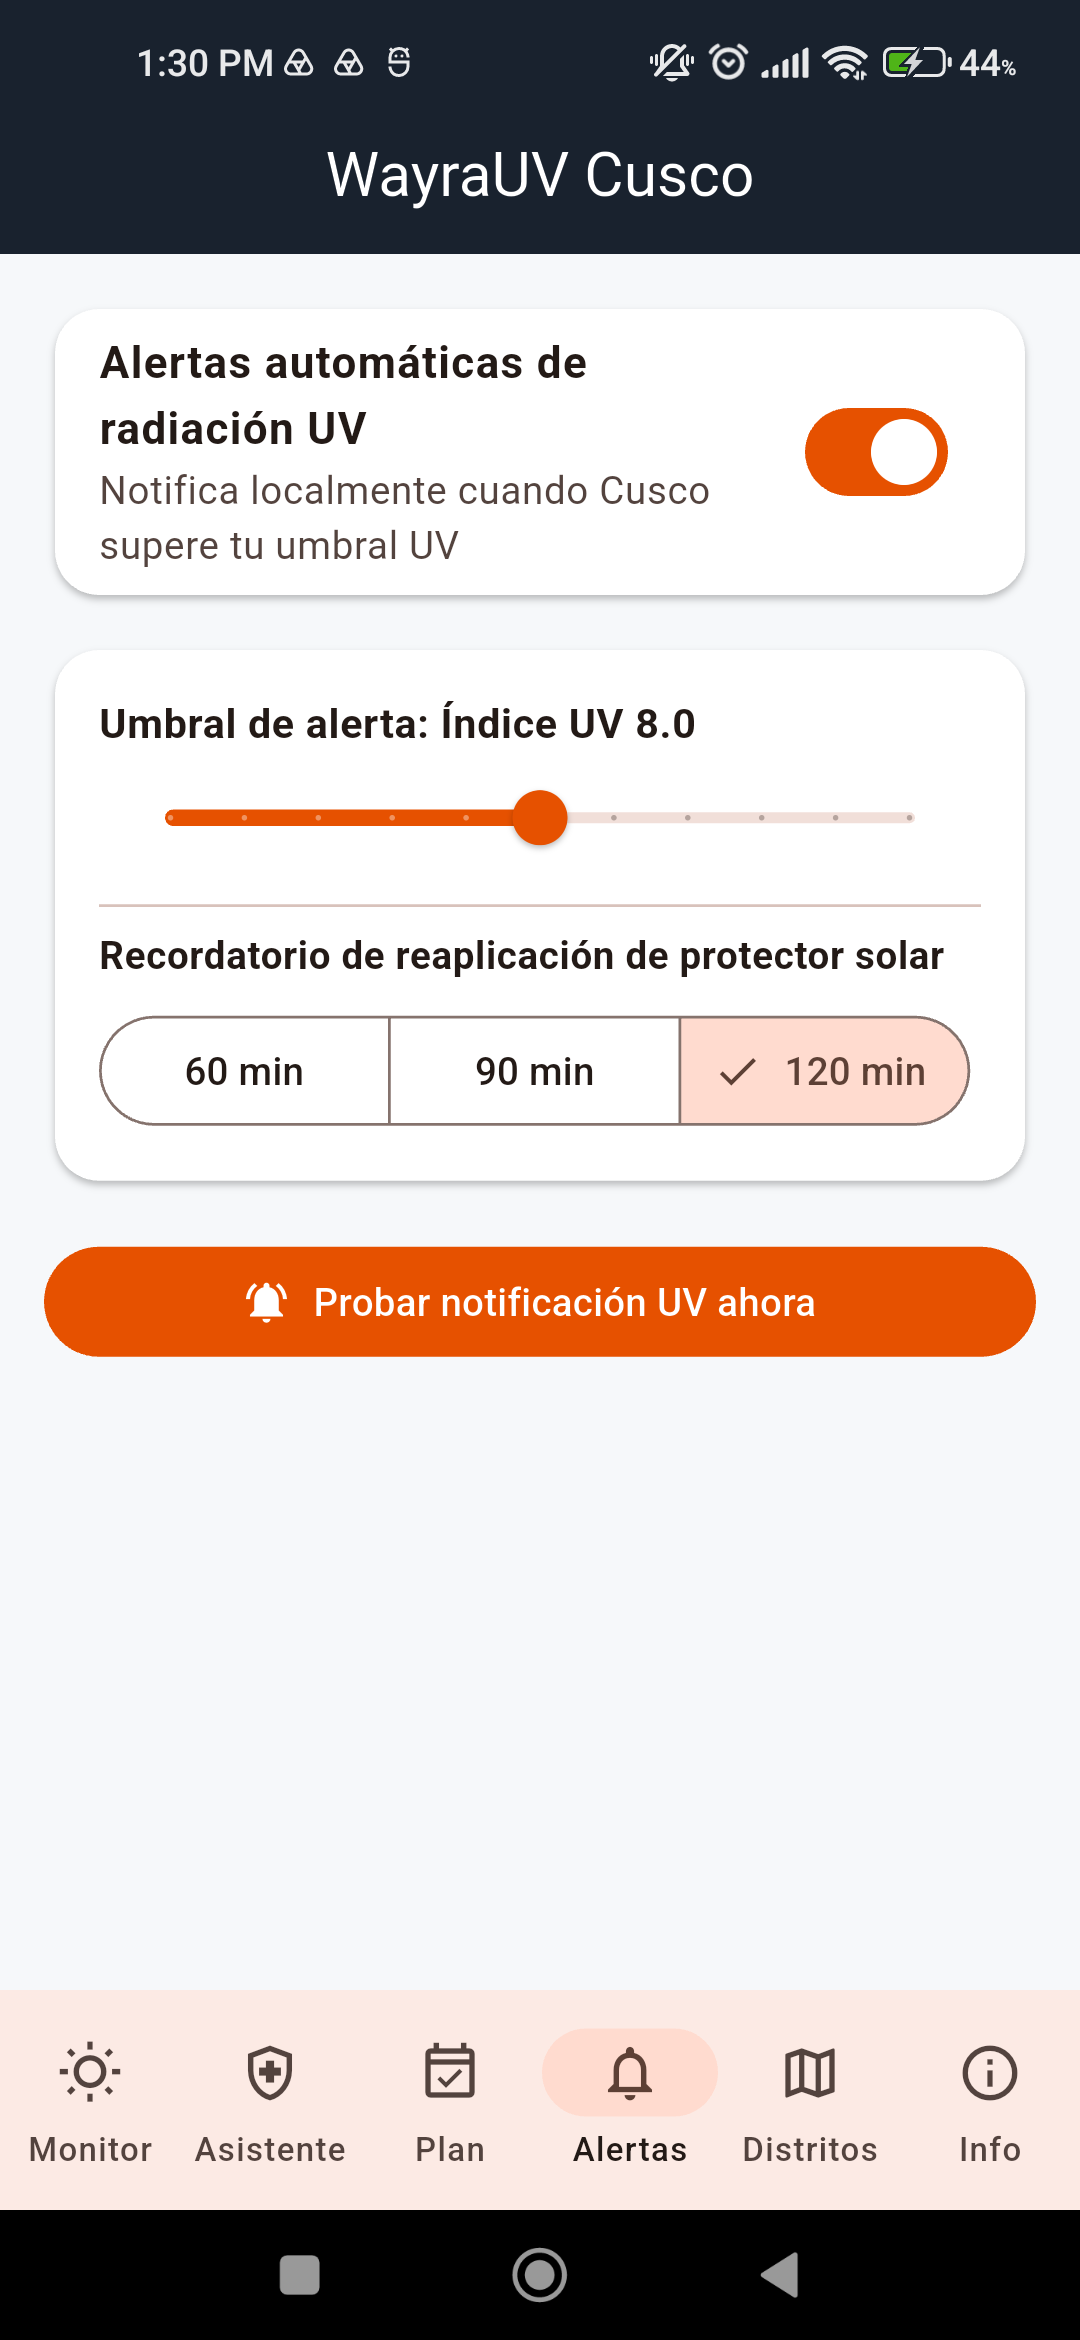 1:30 PM
44%
WayraUV Cusco
Alertas automáticas de
radiación UV
Notifica localmente cuando Cusco
supere tu umbral UV
Umbral de alerta: Índice UV 8.0
Recordatorio de reaplicación de protector solar
60 min
90 min
120 min
Probar notificación UV ahora
Monitor
Asistente
Plan
Alertas
Distritos
Info